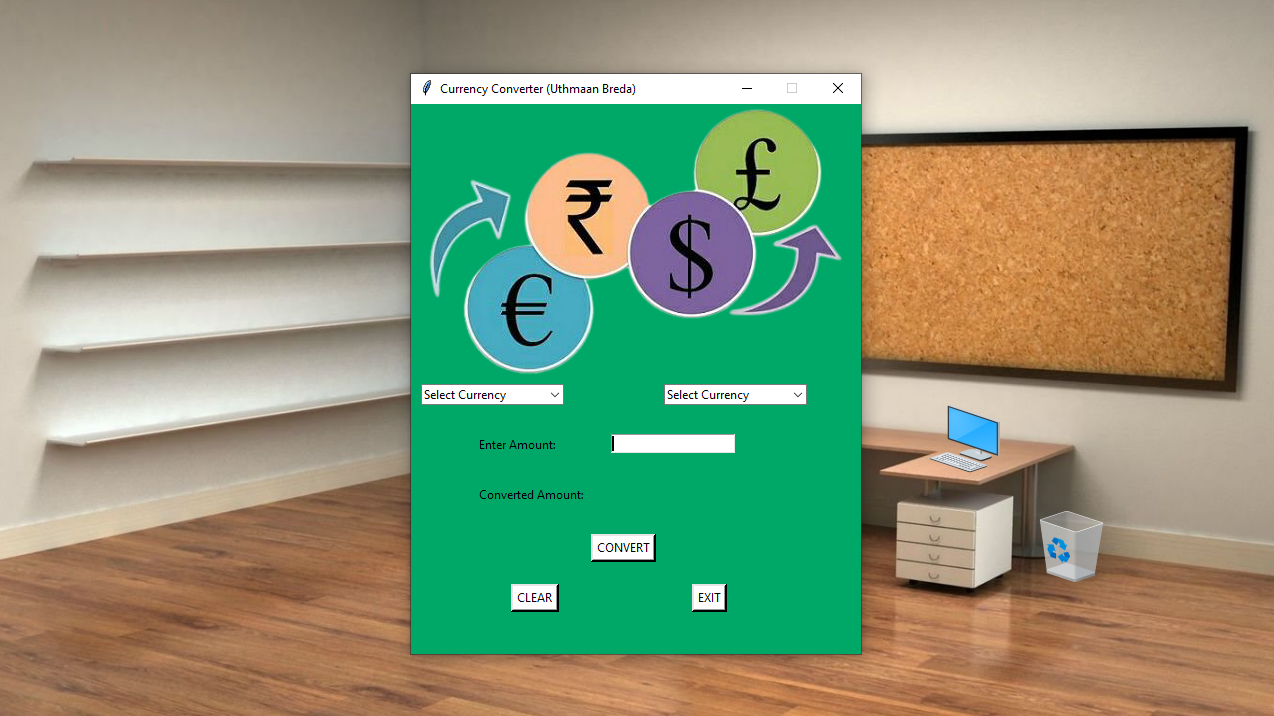 Currency Converter (Uthmaan Breda)
£
₹
$
€
Select Currency
Select Currency
Enter Amount:
Converted Amount:
CONVERT
CLEAR
EXIT